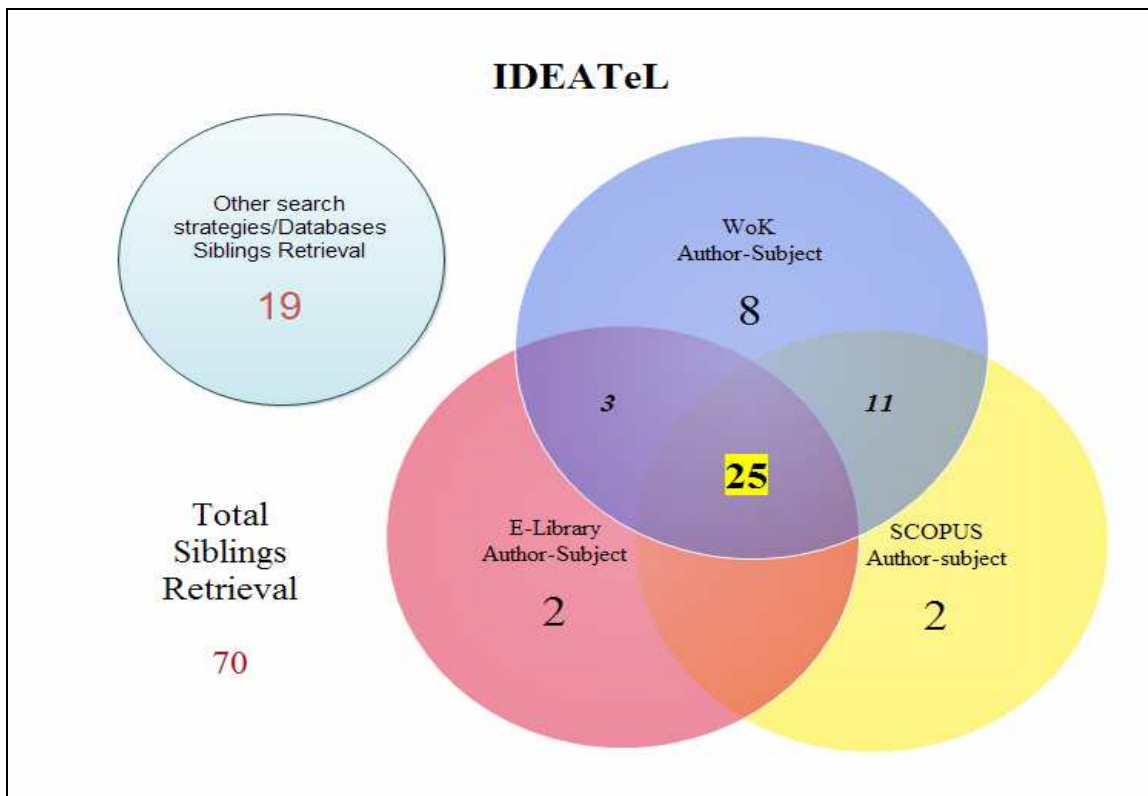 IDEATeL
Other search
strategies/Databases
Siblings Retrieval
19
WoK
Author-Subject
8
3
11
25
E-Library
Author-Subject
2
SCOPUS
Author-subject
2
Total
Siblings
Retrieval
70